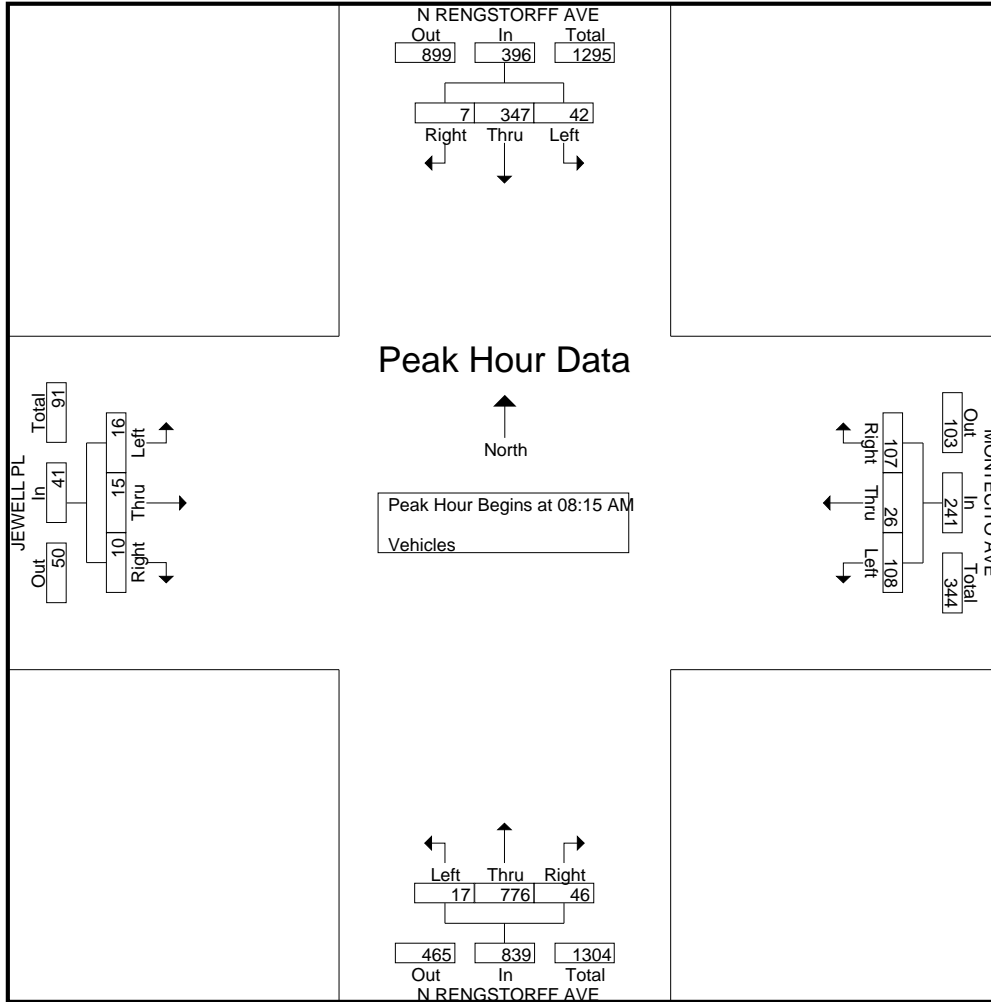 N RENGSTORFF AVE
Out In Total
899 396 1295
7 347 42
Right Thru Left
Peak Hour Data
North
Peak Hour Begins at 08:15 AM
Vehicles
JEWELL PL
Out In Total
50 41 91
Left Thru Right
16 15 10
MONTECITO AVE
Out In Total
103 241 344
107 26 108
Right Thru Left
Left Thru Right
17 776 46
465 839 1304
Out In Total
N RENGSTORFF AVE